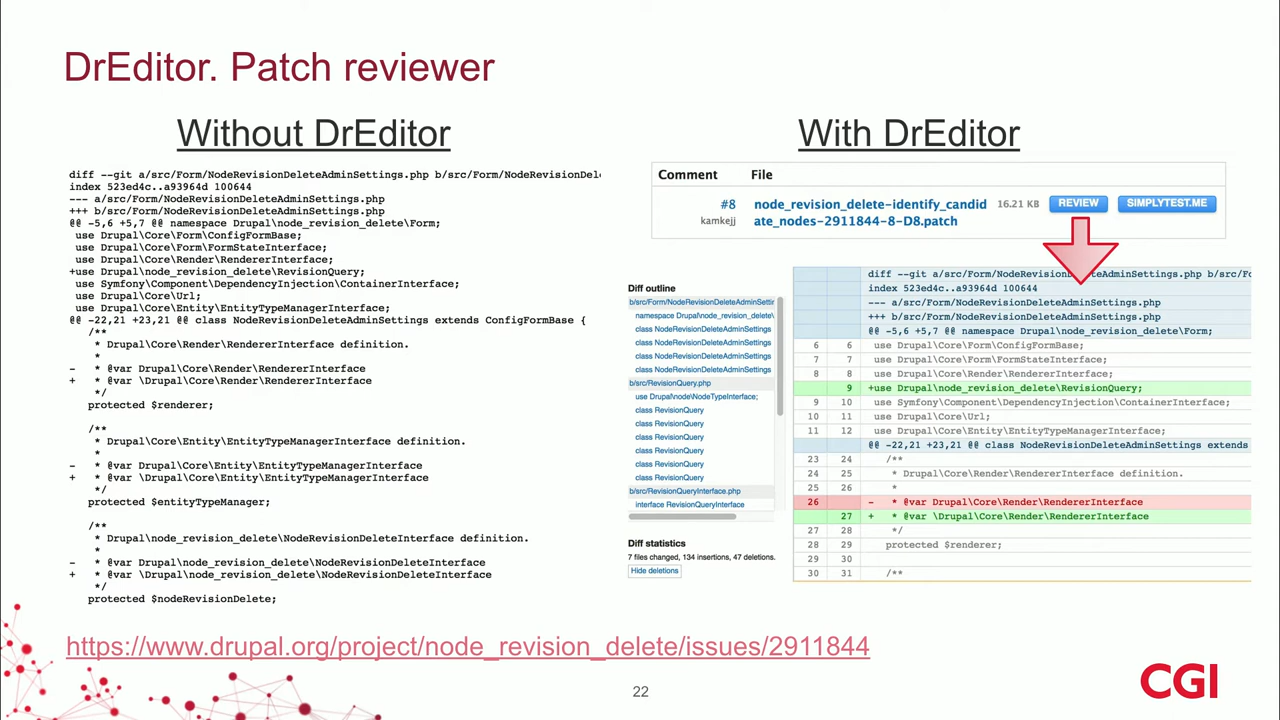 DrEditor. Patch reviewer
Without DrEditor
diff --git a/src/Form/NodeRevisionDeleteAdminSettings.php b/src/Form/NodeRevisionDel
index 523ed4c..a93964d 100644
--- a/src/Form/NodeRevisionDeleteAdminSettings.php
+++ b/src/Form/NodeRevisionDeleteAdminSettings.php
@@ -5,6 +5,7 @@ namespace Drupal\node_revision_delete\Form;
 use Drupal\Core\Form\ConfigFormBase;
 use Drupal\Core\Form\FormStateInterface;
 use Drupal\Core\Render\RendererInterface;
+use Drupal\node_revision_delete\RevisionQuery;
 use Symfony\Component\DependencyInjection\ContainerInterface;
 use Drupal\Core\Url;
 use Drupal\Core\Entity\EntityTypeManagerInterface;
@@ -22,21 +23,21 @@ class NodeRevisionDeleteAdminSettings extends ConfigFormBase {
   /**
    * Drupal\Core\Render\RendererInterface definition.
    *
-   * @var Drupal\Core\Render\RendererInterface
+   * @var \Drupal\Core\Render\RendererInterface
    */
   protected $renderer;
   /**
    * Drupal\Core\Entity\EntityTypeManagerInterface definition.
    *
-   * @var Drupal\Core\Entity\EntityTypeManagerInterface
+   * @var \Drupal\Core\Entity\EntityTypeManagerInterface
    */
   protected $entityTypeManager;
   /**
    * Drupal\node_revision_delete\NodeRevisionDeleteInterface definition.
    *
-   * @var Drupal\node_revision_delete\NodeRevisionDeleteInterface
+   * @var \Drupal\node_revision_delete\NodeRevisionDeleteInterface
    */
   protected $nodeRevisionDelete;
With DrEditor
Comment File
#8 node_revision_delete-identify_candid 16.21 KB REVIEW SIMPLYTEST.ME
kamkejj ate_nodes-2911844-8-D8.patch
Diff outline
b/src/Form/NodeRevisionDeleteAdminSettir
namespace Drupal\node_revision_delete\
class NodeRevisionDeleteAdminSettings
class NodeRevisionDeleteAdminSettings
class NodeRevisionDeleteAdminSettings
class NodeRevisionDeleteAdminSettings
b/src/RevisionQuery.php
use Drupal\node\NodeTypeInterface;
class RevisionQuery
class RevisionQuery
class RevisionQuery
class RevisionQuery
class RevisionQuery
class RevisionQuery
b/src/RevisionQueryInterface.php
interface RevisionQueryInterface
Diff statistics
7 files changed, 134 insertions, 47 deletions.
Hide deletions
diff --git a/src/Form/NodeRevisionDeleteAdminSettings.php b/src/Fo
index 523ed4c..a93964d 100644
--- a/src/Form/NodeRevisionDeleteAdminSettings.php
+++ b/src/Form/NodeRevisionDeleteAdminSettings.php
@@ -5,6 +5,7 @@ namespace Drupal\node_revision_delete\Form;
6 6 use Drupal\Core\Form\ConfigFormBase;
7 7 use Drupal\Core\Form\FormStateInterface;
8 8 use Drupal\Core\Render\RendererInterface;
9 +use Drupal\node_revision_delete\RevisionQuery;
9 10 use Symfony\Component\DependencyInjection\ContainerInterface;
10 11 use Drupal\Core\Url;
11 12 use Drupal\Core\Entity\EntityTypeManagerInterface;
@@ -22,21 +23,21 @@ class NodeRevisionDeleteAdminSettings extends
23 24 /**
24 25 * Drupal\Core\Render\RendererInterface definition.
25 26 *
26 - * @var Drupal\Core\Render\RendererInterface
27 + * @var \Drupal\Core\Render\RendererInterface
27 28 */
28 29 protected $renderer;
29 30
30 31 /**
https://www.drupal.org/project/node_revision_delete/issues/2911844
22
CGI